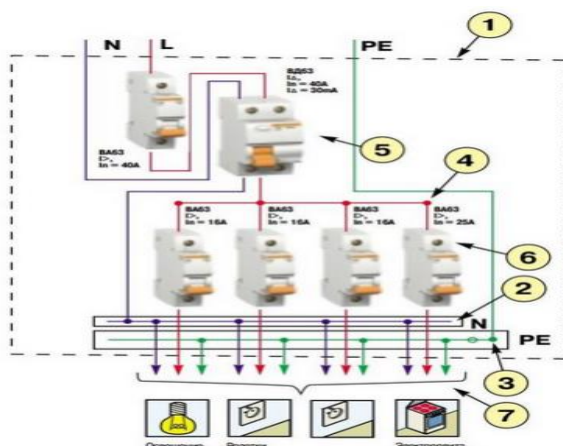 1
N L PE
ВД63
In = 40A
I△ = 30mA
5
ВА63
In = 40A
4
ВА63
In = 16A
ВА63
In = 16A
ВА63
In = 16A
ВА63
In = 25A
6
2
N
PE
3
7